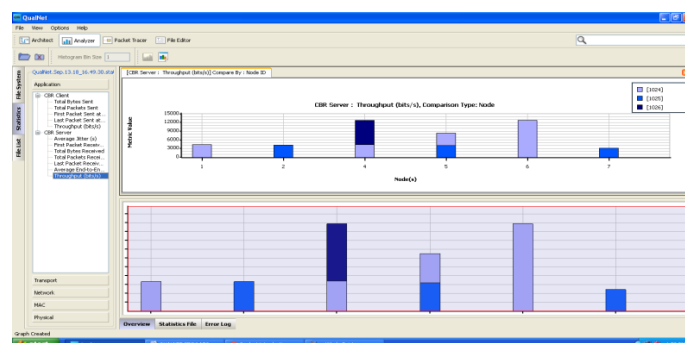 QualNet
File View Options Help
Architect Analyzer Packet Tracer File Editor
Histogram Bin Size 1
File System
Statistics
File List
QualNet.Sep.13.10_16.49.38.stat
Application
CBR Client
Total Bytes Sent
Total Packets Sent
First Packet Sent at...
Last Packet Sent at...
Throughput (bits/s)
CBR Server
Average Jitter (s)
First Packet Receiv...
Total Bytes Received
Total Packets Recei...
Last Packet Receiv...
Average End-to-En...
Throughput (bits/s)
Transport
Network
MAC
Physical
[CBR Server : Throughput (bits/s)] Compare By : Node ID
CBR Server : Throughput (bits/s), Comparison Type: Node
[1024]
[1025]
[1026]
Metric Value
15000
12000
9000
6000
3000
0
1 2 4 5 6 7
Node(s)
Overview Statistics File Error Log
Graph Created